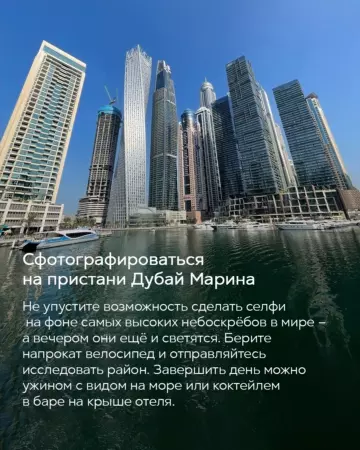 Сфотографироваться
на пристани Дубай Марина
Не упустите возможность сделать селфи
на фоне самых высоких небоскрёбов в мире –
а вечером они ещё и светятся. Берите
напрокат велосипед и отправляйтесь
исследовать район. Завершить день можно
ужином с видом на море или коктейлем
в баре на крыше отеля.